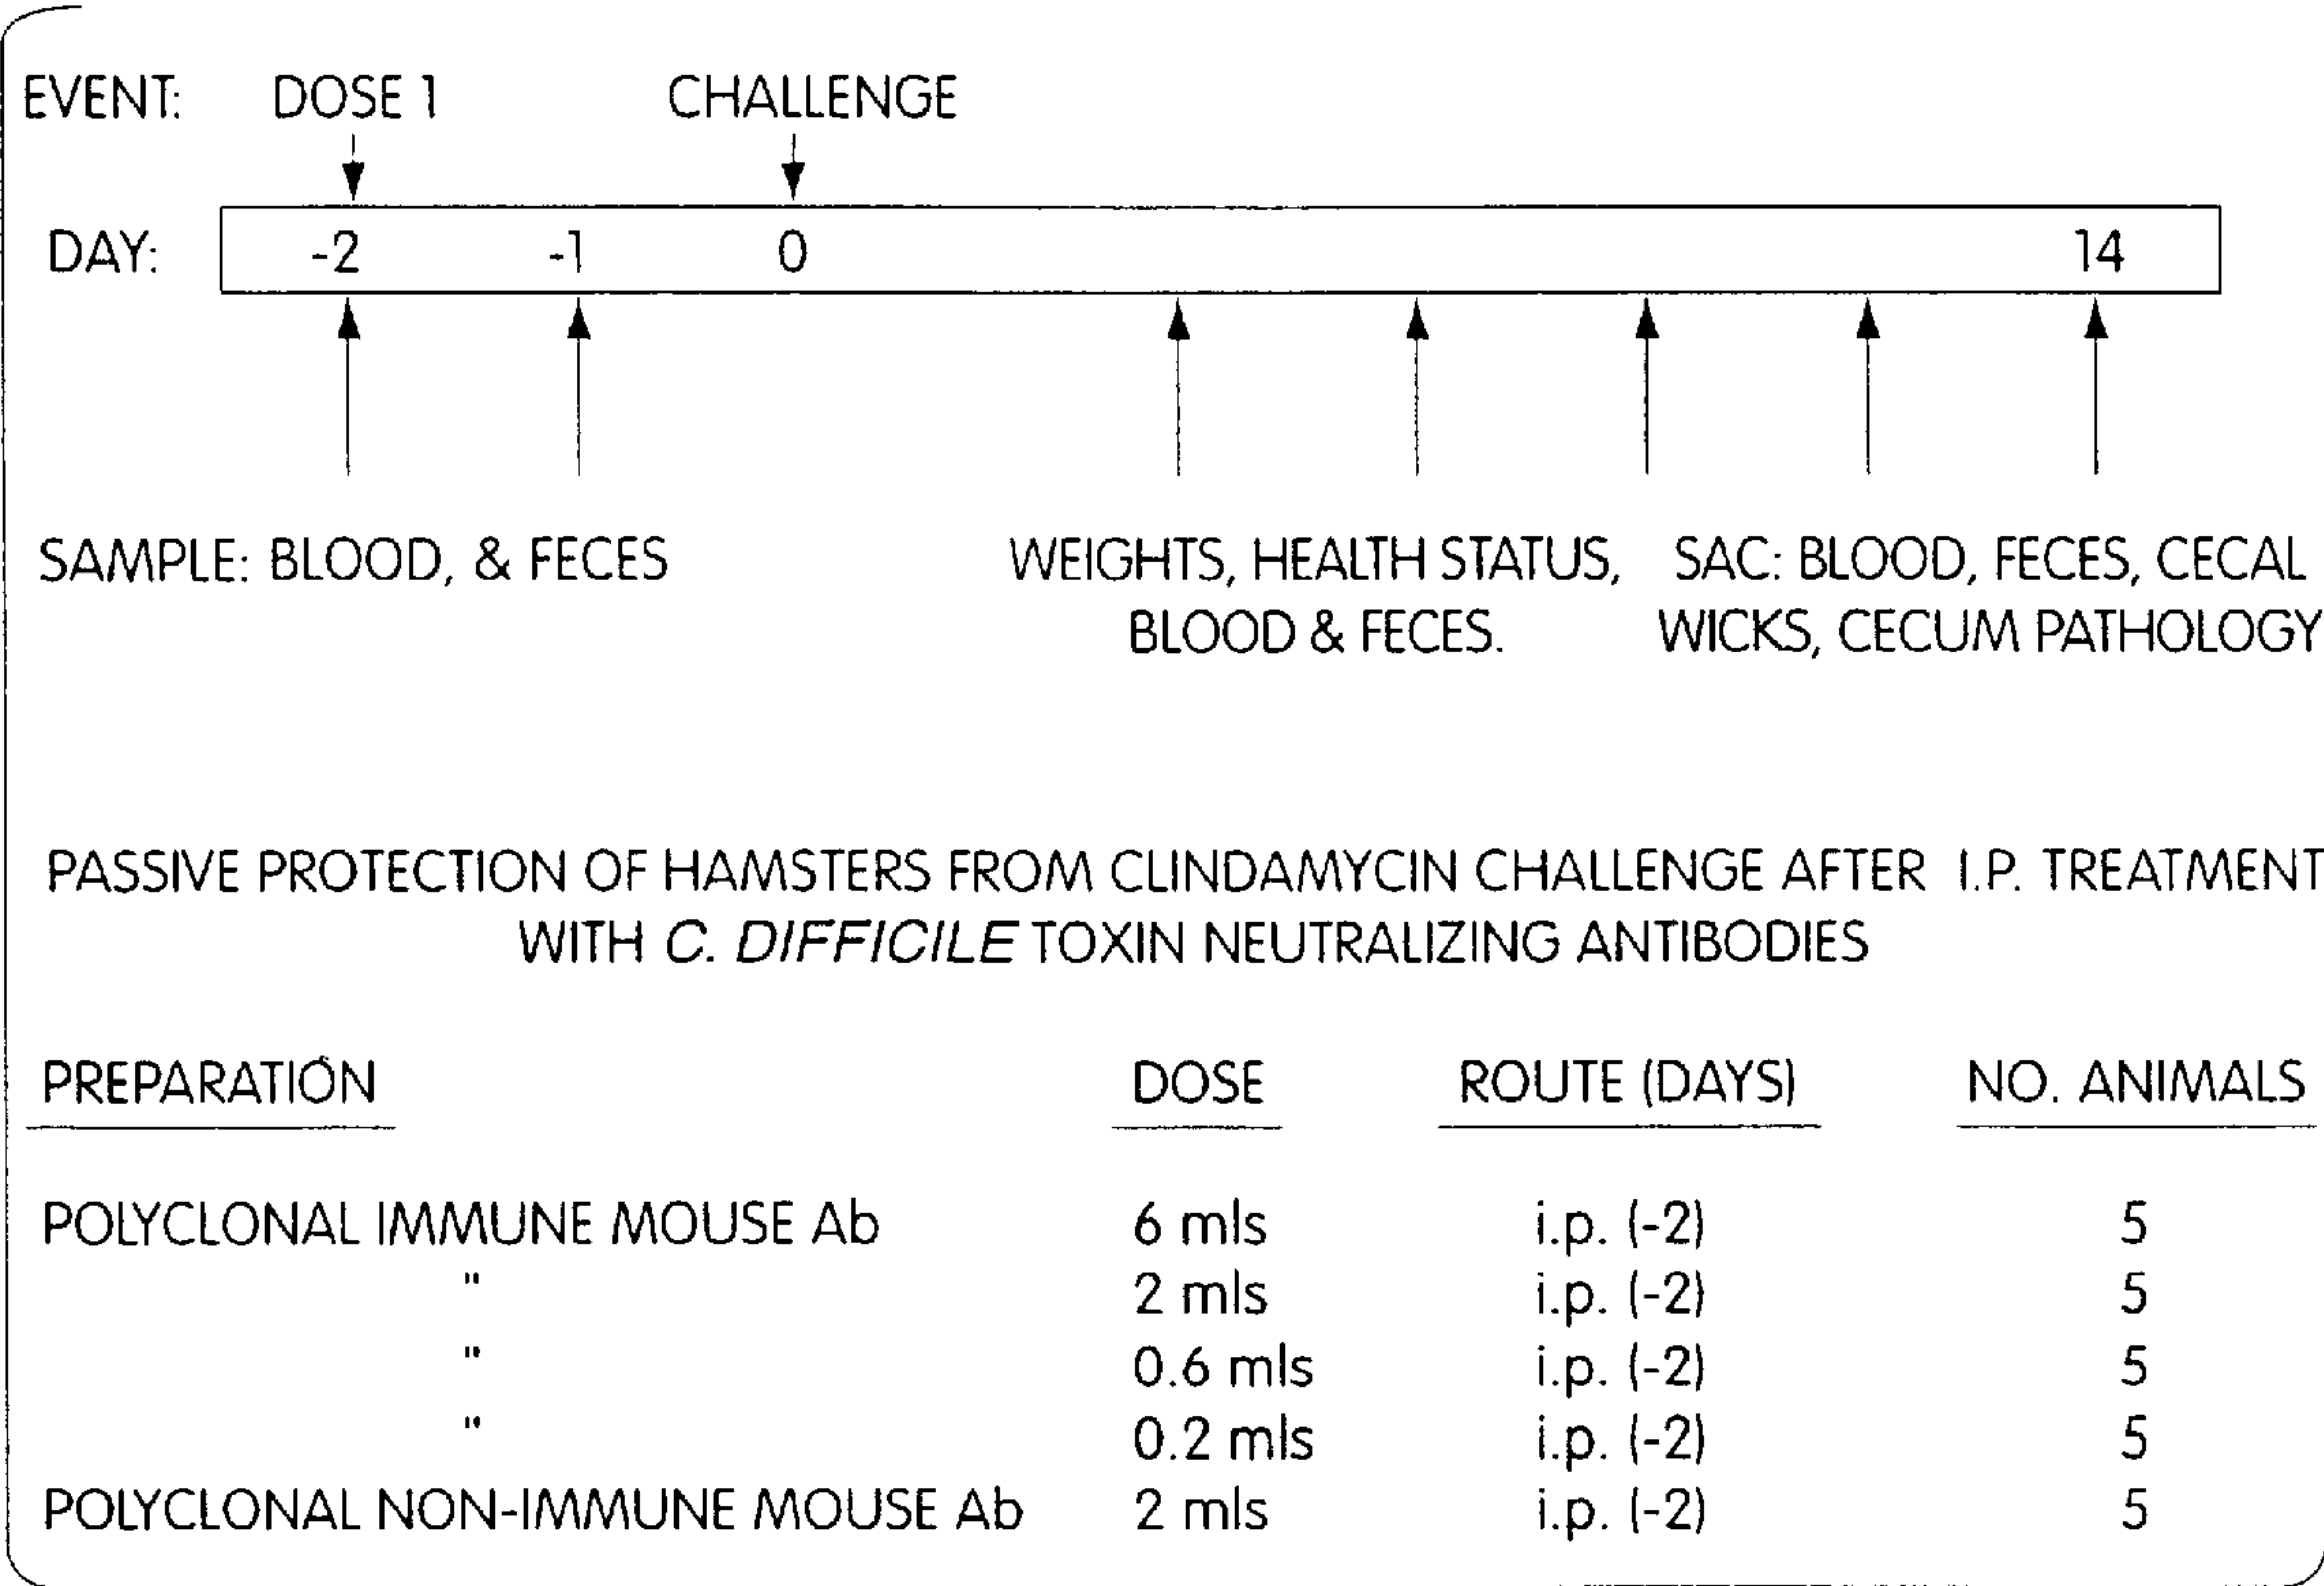 EVENT: DOSE 1 CHALLENGE
DAY: -2 -1 0 14
SAMPLE: BLOOD, & FECES WEIGHTS, HEALTH STATUS, SAC: BLOOD, FECES, CECAL
BLOOD & FECES. WICKS, CECUM PATHOLOGY
PASSIVE PROTECTION OF HAMSTERS FROM CLINDAMYCIN CHALLENGE AFTER I.P. TREATMENT
WITH C. DIFFICILE TOXIN NEUTRALIZING ANTIBODIES
PREPARATION DOSE ROUTE (DAYS) NO. ANIMALS
POLYCLONAL IMMUNE MOUSE Ab 6 mls i.p. (-2) 5
" 2 mls i.p. (-2) 5
" 0.6 mls i.p. (-2) 5
" 0.2 mls i.p. (-2) 5
POLYCLONAL NON-IMMUNE MOUSE Ab 2 mls i.p. (-2) 5